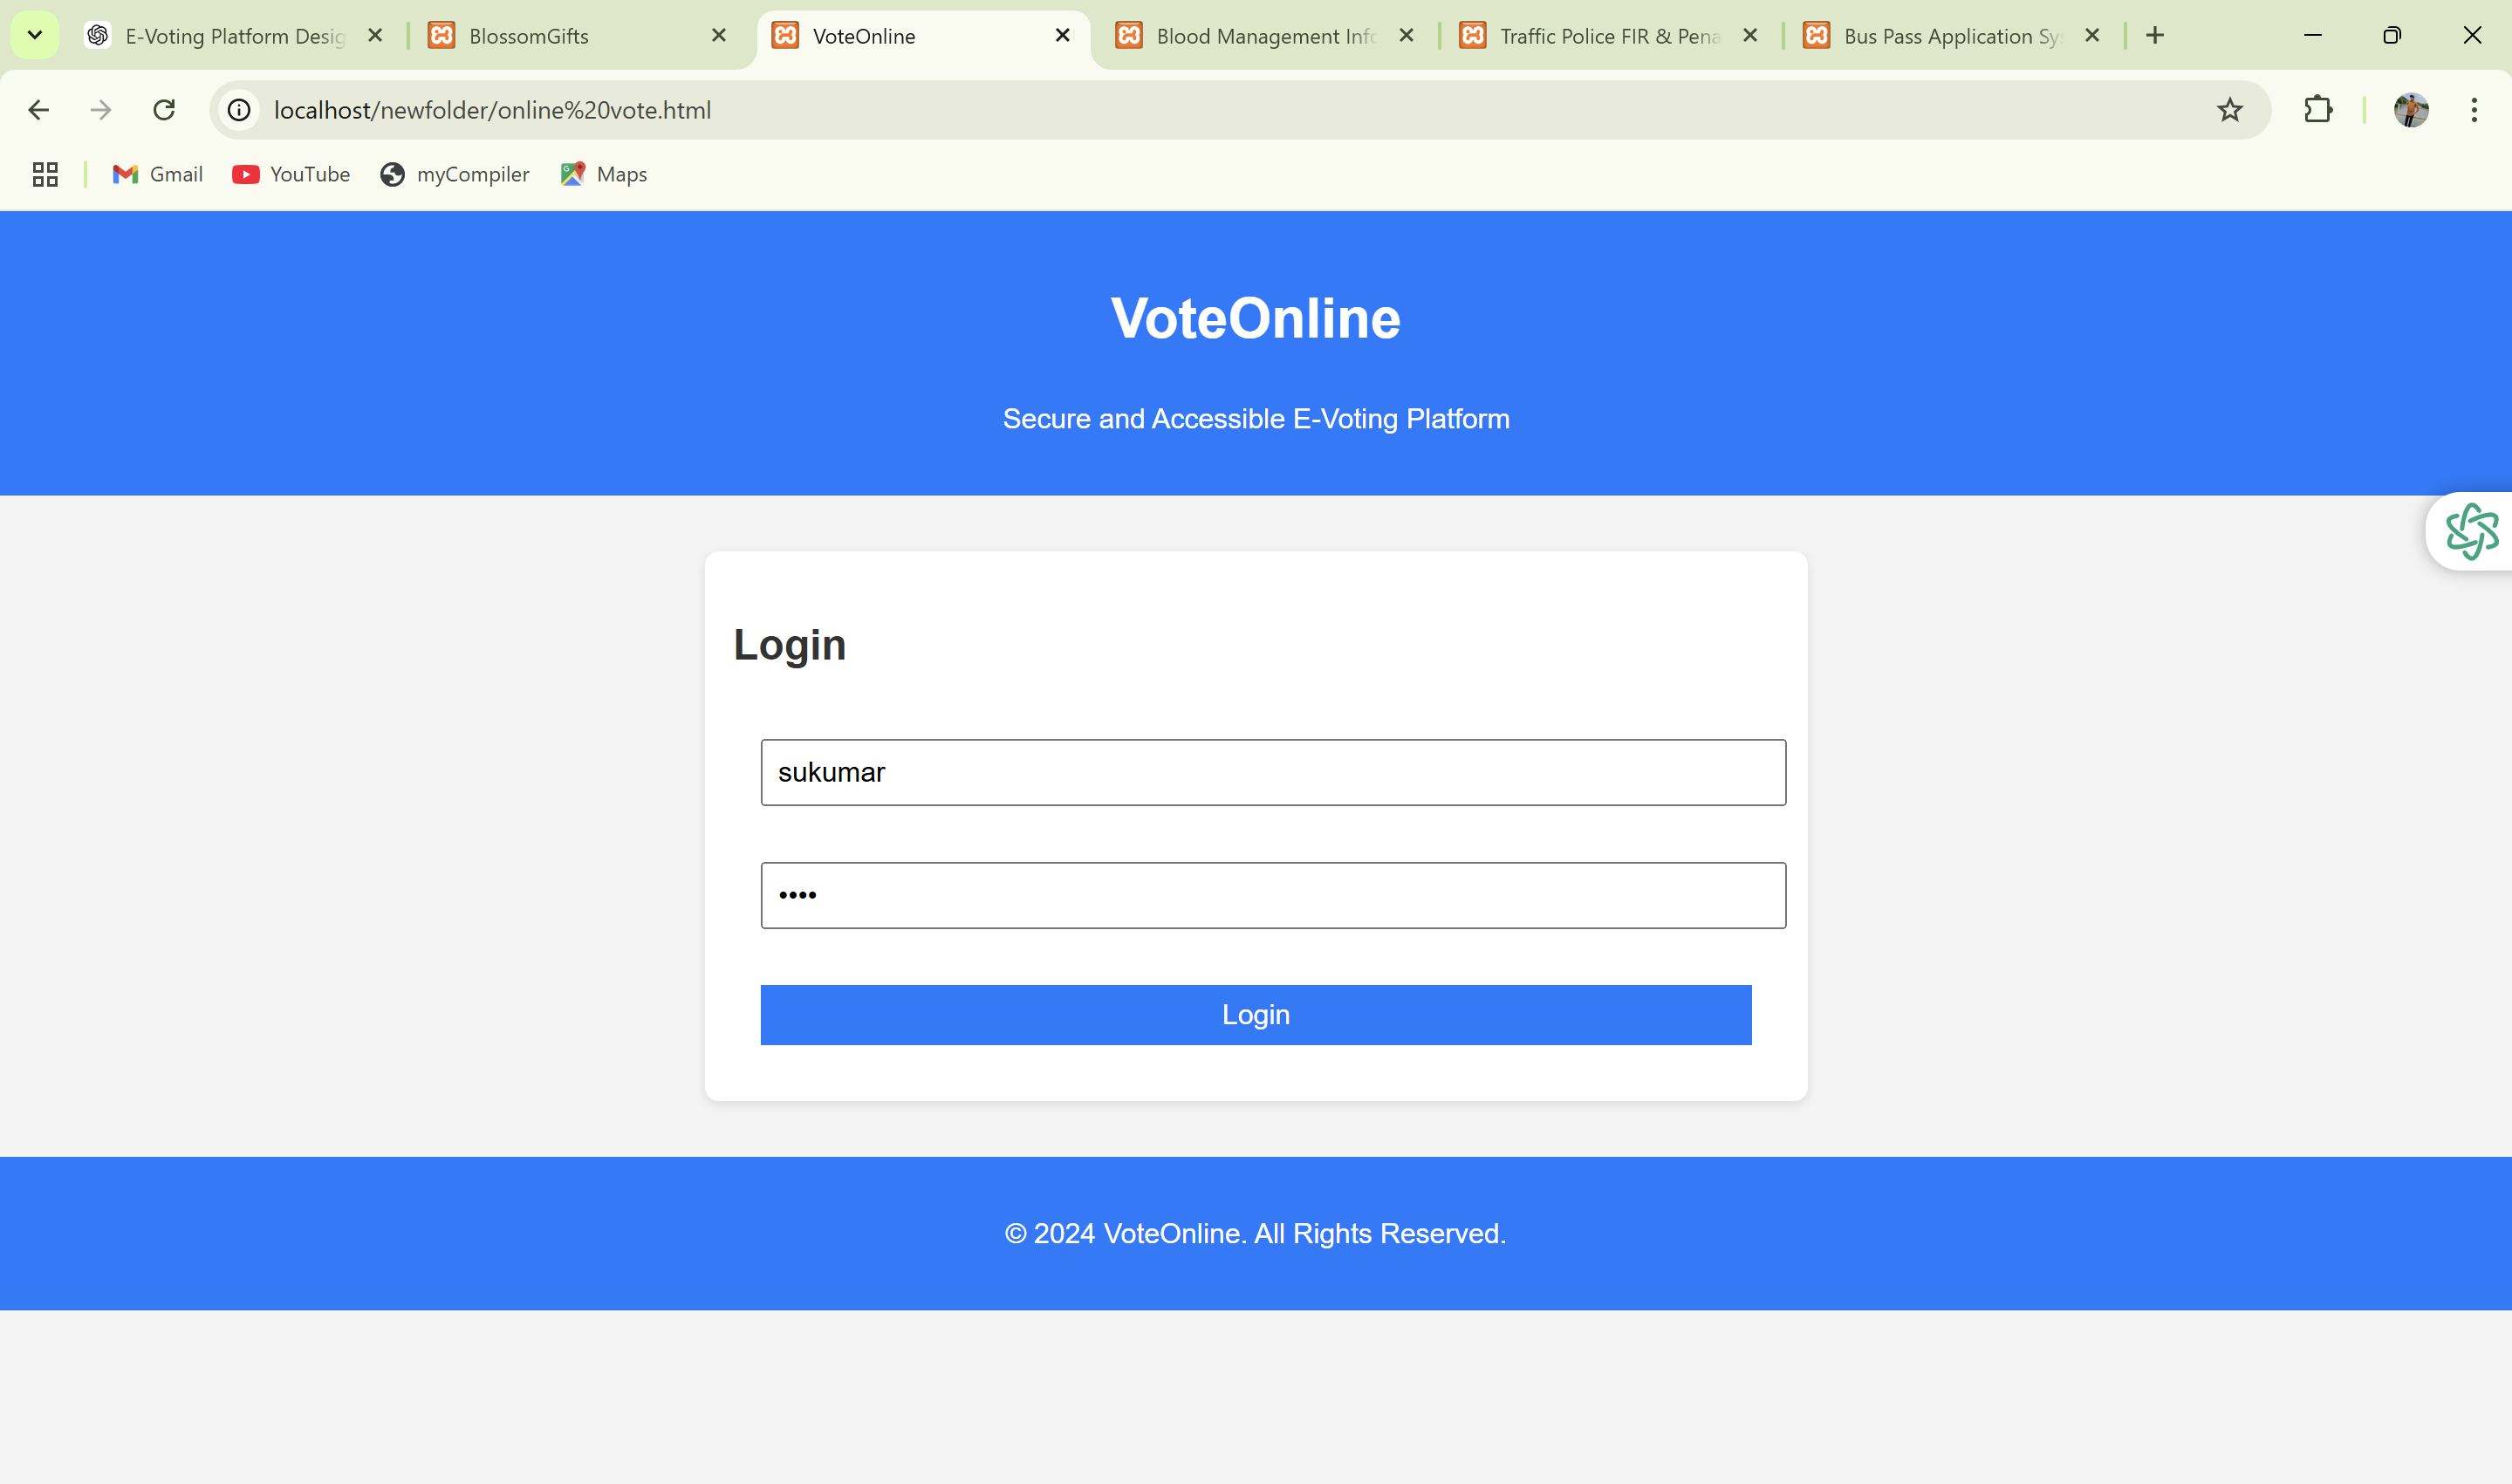 E-Voting Platform Desig
BlossomGifts
VoteOnline
Blood Management Info
Traffic Police FIR & Pena
Bus Pass Application Sy
localhost/newfolder/online%20vote.html
Gmail
YouTube
myCompiler
Maps
VoteOnline
Secure and Accessible E-Voting Platform
Login
sukumar
••••
Login
© 2024 VoteOnline. All Rights Reserved.